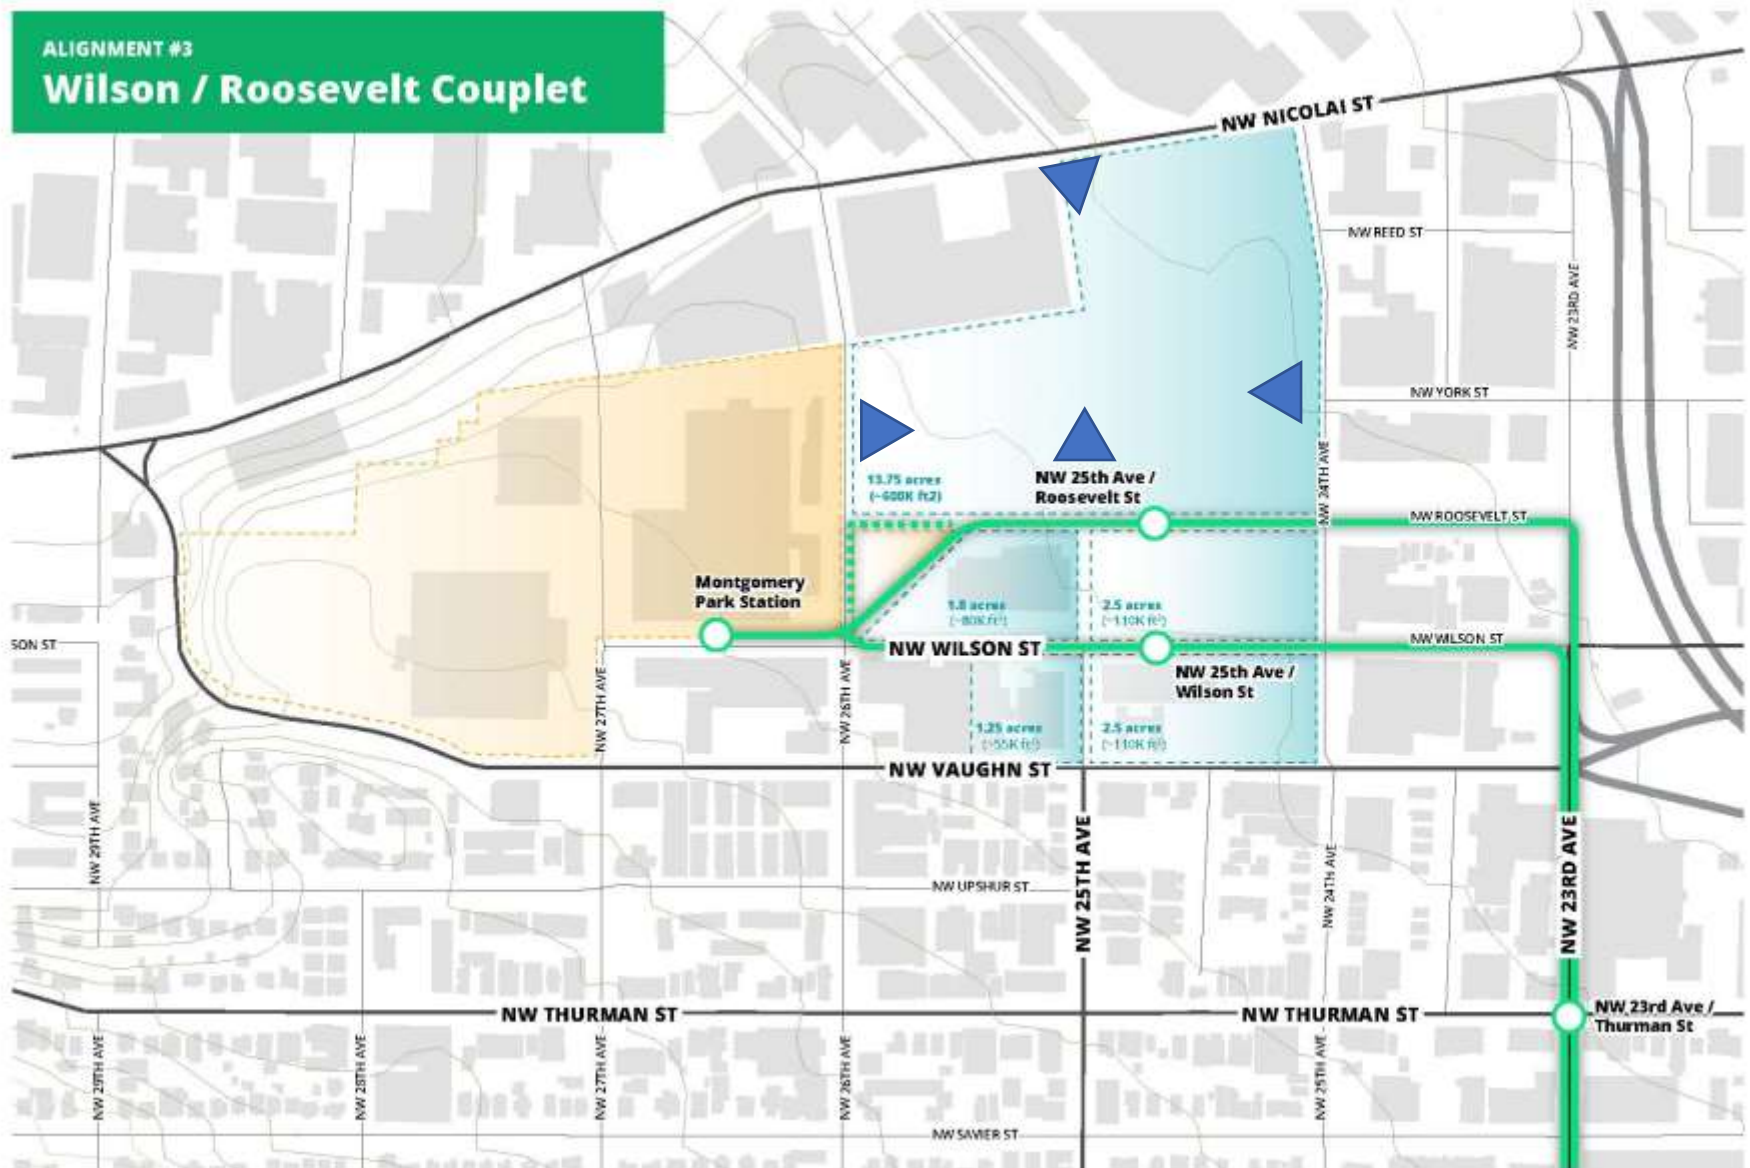 ALIGNMENT #3
Wilson / Roosevelt Couplet
NW NICOLAI ST
NW REED ST
NW 23RD AVE
NW YORK ST
NW 24TH AVE
13.75 acres
(~600K ft2)
NW 25th Ave /
Roosevelt St
NW ROOSEVELT ST
Montgomery
Park Station
1.8 acres
(~80K ft²)
2.5 acres
(~110K ft²)
SON ST
NW WILSON ST
NW WILSON ST
NW 25th Ave /
Wilson St
NW 27TH AVE
NW 26TH AVE
1.25 acres
(~55K ft²)
2.5 acres
(~110K ft²)
NW VAUGHN ST
NW 29TH AVE
NW 25TH AVE
NW 24TH AVE
NW 23RD AVE
NW UPSHUR ST
NW THURMAN ST
NW THURMAN ST
NW 23rd Ave /
Thurman St
NW 29TH AVE
NW 28TH AVE
NW 27TH AVE
NW 26TH AVE
NW 25TH AVE
NW SAVIER ST